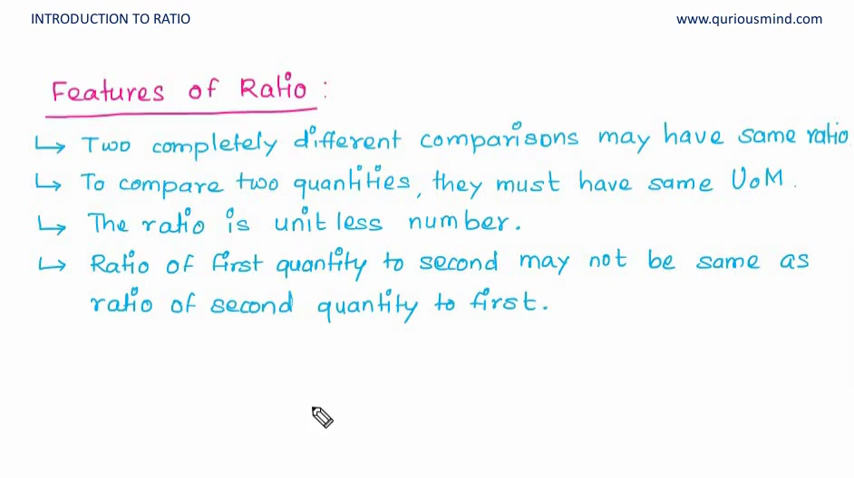 INTRODUCTION TO RATIO
www.quriousmind.com
Features of Ratio :
↳ Two completely different comparisons may have same ratio
↳ To compare two quantities, they must have same UoM.
↳ The ratio is unitless number.
↳ Ratio of first quantity to second may not be same as
ratio of second quantity to first.